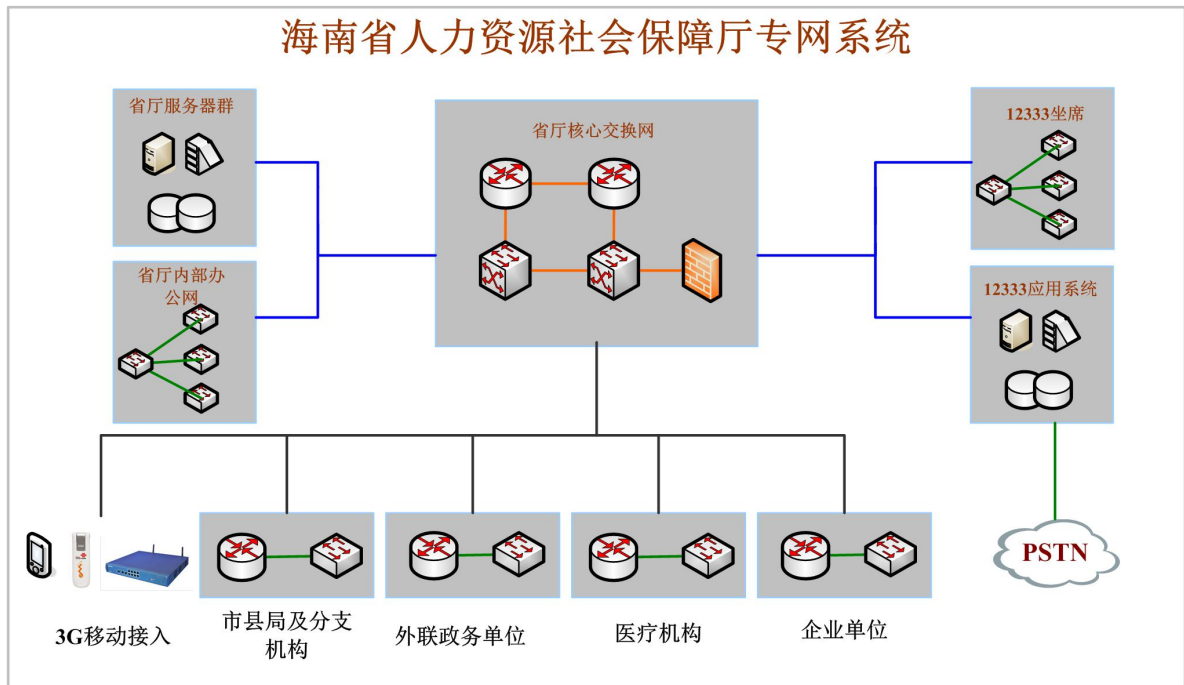 海南省人力资源社会保障厅专网系统
省厅服务器群
省厅核心交换网
12333坐席
省厅内部办
公网
12333应用系统
PSTN
3G移动接入
市县局及分支
机构
外联政务单位
医疗机构
企业单位